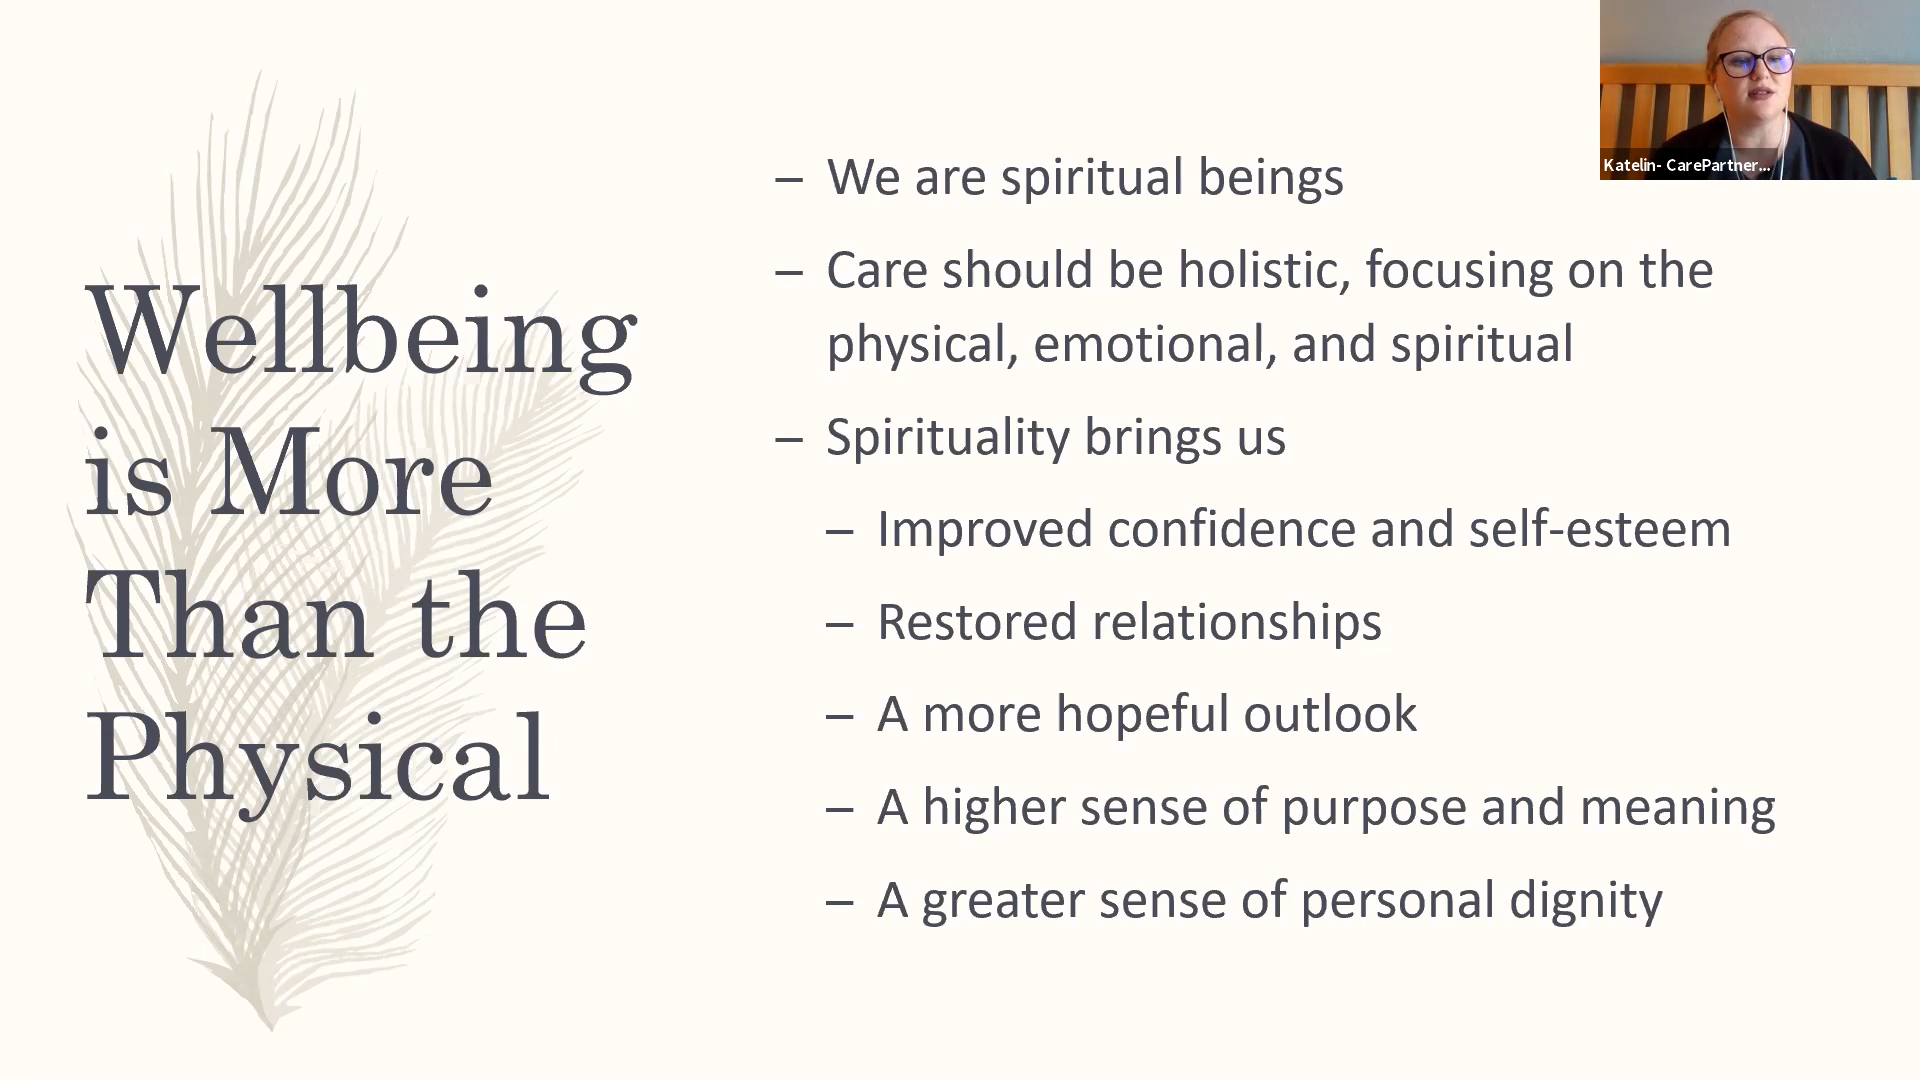 Wellbeing
is More
Than the
Physical
– We are spiritual beings
– Care should be holistic, focusing on the
physical, emotional, and spiritual
– Spirituality brings us
– Improved confidence and self-esteem
– Restored relationships
– A more hopeful outlook
– A higher sense of purpose and meaning
– A greater sense of personal dignity
Katelin- CarePartner...